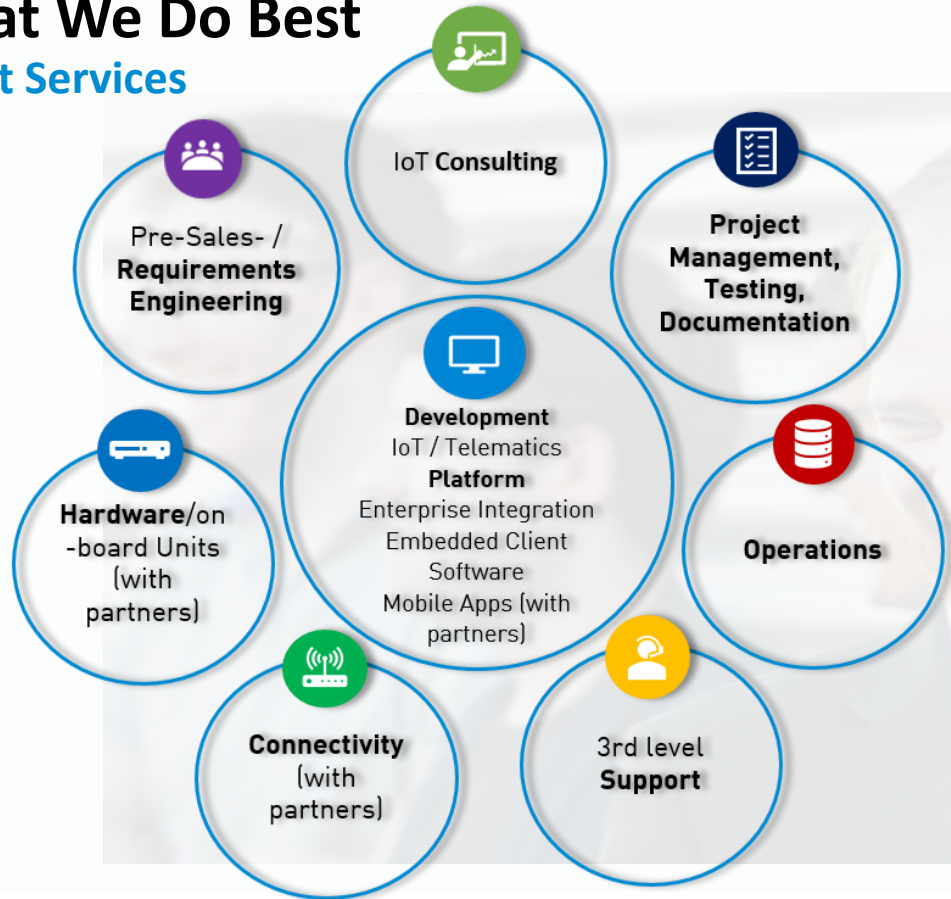 at We Do Best
t Services
IoT Consulting
Pre-Sales- /
Requirements
Engineering
Project
Management,
Testing,
Documentation
Development
IoT / Telematics
Platform
Enterprise Integration
Embedded Client
Software
Mobile Apps (with
partners)
Hardware/on
-board Units
(with
partners)
Operations
Connectivity
(with
partners)
3rd level
Support